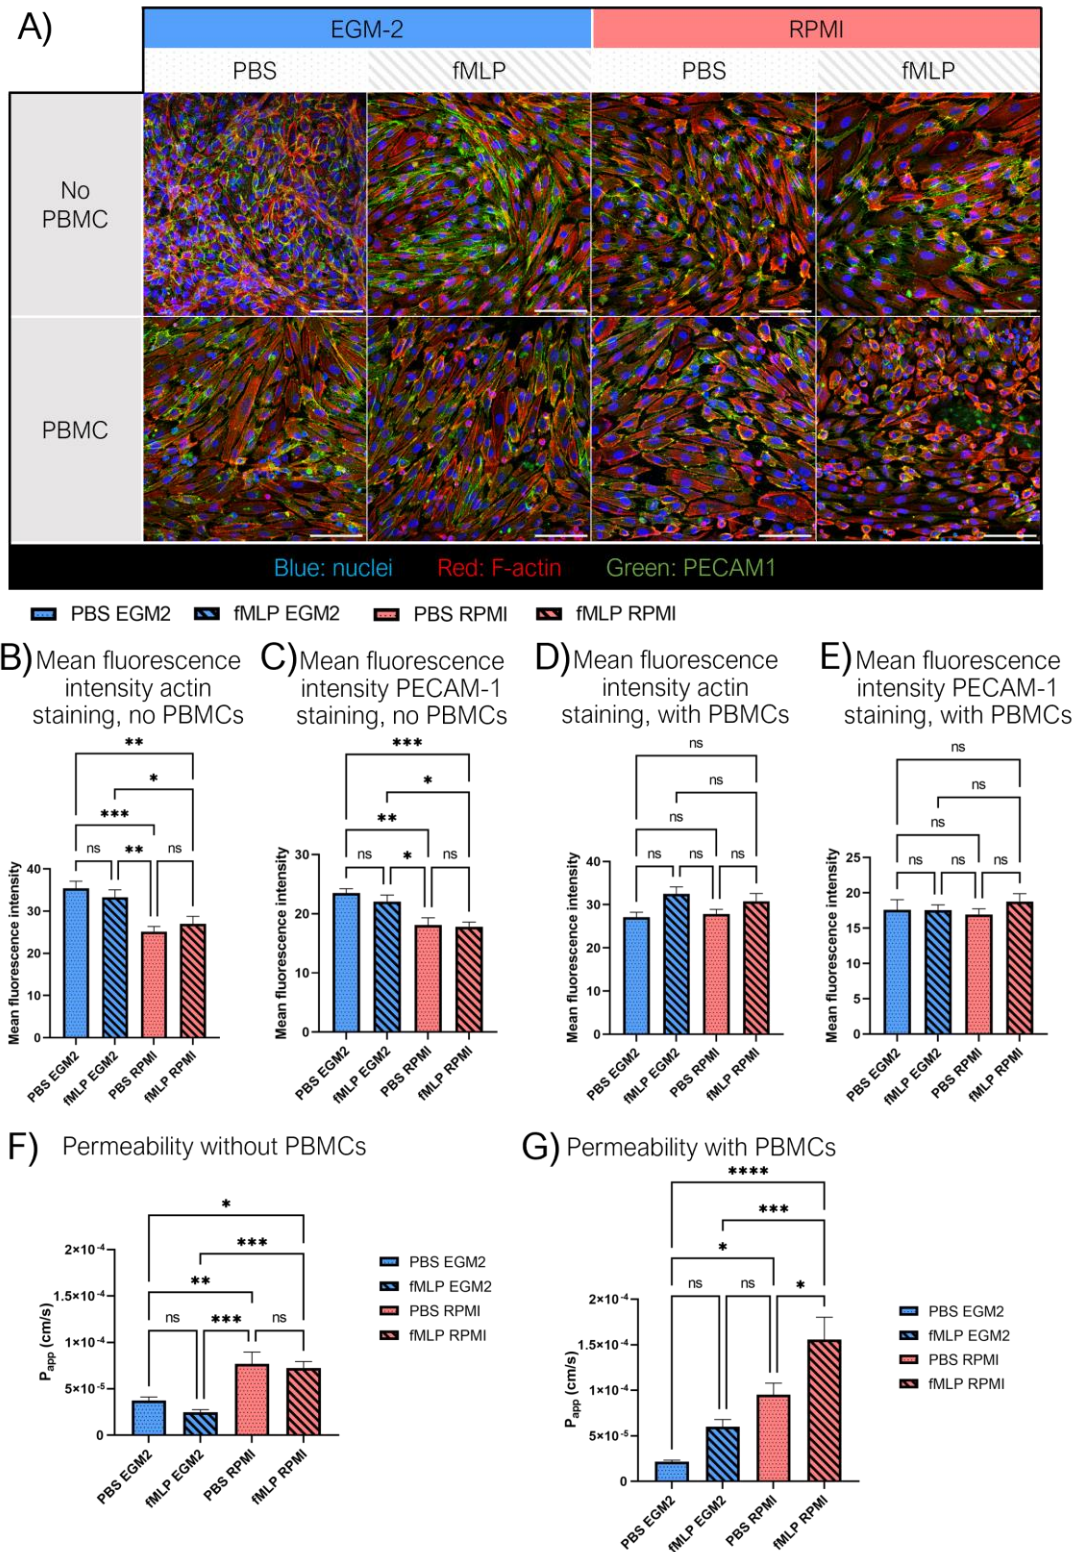 A)
EGM-2 RPMI
PBS fMLP PBS fMLP
No
PBMC
PBMC
Blue: nuclei Red: F-actin Green: PECAM1
PBS EGM2 fMLP EGM2 PBS RPMI fMLP RPMI
B) Mean fluorescence
intensity actin
staining, no PBMCs
**
*
***
ns ** ns
Mean fluorescence intensity
40
30
20
10
0
PBS EGM2 fMLP EGM2 PBS RPMI fMLP RPMI
C) Mean fluorescence
intensity PECAM-1
staining, no PBMCs
***
*
**
ns * ns
Mean fluorescence intensity
30
20
10
0
PBS EGM2 fMLP EGM2 PBS RPMI fMLP RPMI
D) Mean fluorescence
intensity actin
staining, with PBMCs
ns
ns
ns
ns ns ns
Mean fluorescence intensity
40
30
20
10
0
PBS EGM2 fMLP EGM2 PBS RPMI fMLP RPMI
E) Mean fluorescence
intensity PECAM-1
staining, with PBMCs
ns
ns
ns
ns ns ns
Mean fluorescence intensity
25
20
15
10
5
0
PBS EGM2 fMLP EGM2 PBS RPMI fMLP RPMI
F) Permeability without PBMCs
*
***
**
ns *** ns
Papp (cm/s)
2×10-4
1.5×10-4
1×10-4
5×10-5
0
PBS EGM2 fMLP EGM2 PBS RPMI fMLP RPMI
PBS EGM2
fMLP EGM2
PBS RPMI
fMLP RPMI
G) Permeability with PBMCs
****
***
*
ns ns *
Papp (cm/s)
2×10-4
1.5×10-4
1×10-4
5×10-5
0
PBS EGM2 fMLP EGM2 PBS RPMI fMLP RPMI
PBS EGM2
fMLP EGM2
PBS RPMI
fMLP RPMI